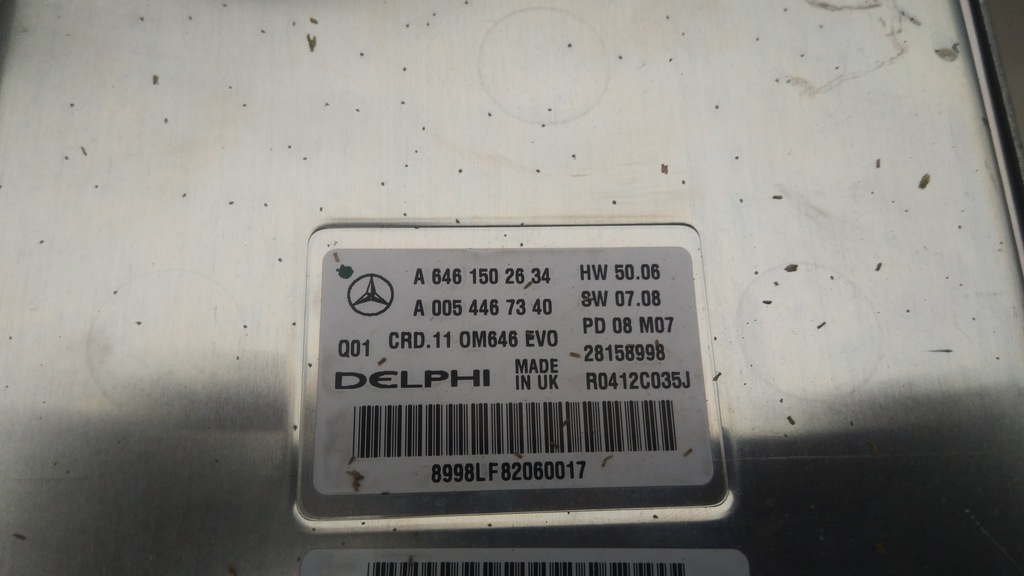 A 646 150 26 34
HW 50.06
A 005 446 73 40
SW 07.08
PD 08 M07
Q01
CRD.11 OM646 EVO
28158998
DELPHI
MADE
IN UK
R0412C035J
8998LF82060017